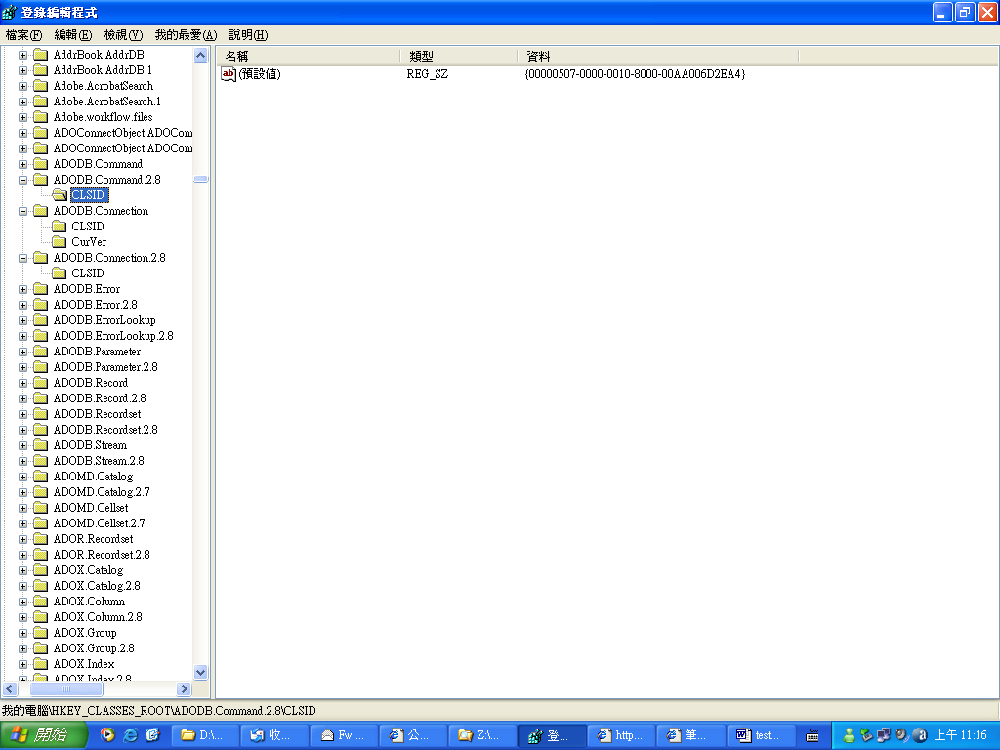 登錄編輯程式
檔案(F) 編輯(E) 檢視(V) 我的最愛(A) 說明(H)
AddrBook.AddrDB
AddrBook.AddrDB.1
Adobe.AcrobatSearch
Adobe.AcrobatSearch.1
Adobe.workflow.files
ADOConnectObject.ADOCon
ADOConnectObject.ADOCon
ADODB.Command
ADODB.Command.2.8
CLSID
ADODB.Connection
CLSID
CurVer
ADODB.Connection.2.8
CLSID
ADODB.Error
ADODB.Error.2.8
ADODB.ErrorLookup
ADODB.ErrorLookup.2.8
ADODB.Parameter
ADODB.Parameter.2.8
ADODB.Record
ADODB.Record.2.8
ADODB.Recordset
ADODB.Recordset.2.8
ADODB.Stream
ADODB.Stream.2.8
ADOMD.Catalog
ADOMD.Catalog.2.7
ADOMD.Cellset
ADOMD.Cellset.2.7
ADOR.Recordset
ADOR.Recordset.2.8
ADOX.Catalog
ADOX.Catalog.2.8
ADOX.Column
ADOX.Column.2.8
ADOX.Group
ADOX.Group.2.8
ADOX.Index
ADOX.Index.2.8
名稱 類型 資料
ab (預設值) REG_SZ {00000507-0000-0010-8000-00AA006D2EA4}
我的電腦\HKEY_CLASSES_ROOT\ADODB.Command.2.8\CLSID
開始 D:\... 收... Fw:... 公... Z:\... 登... http... 筆... test... 上午 11:16